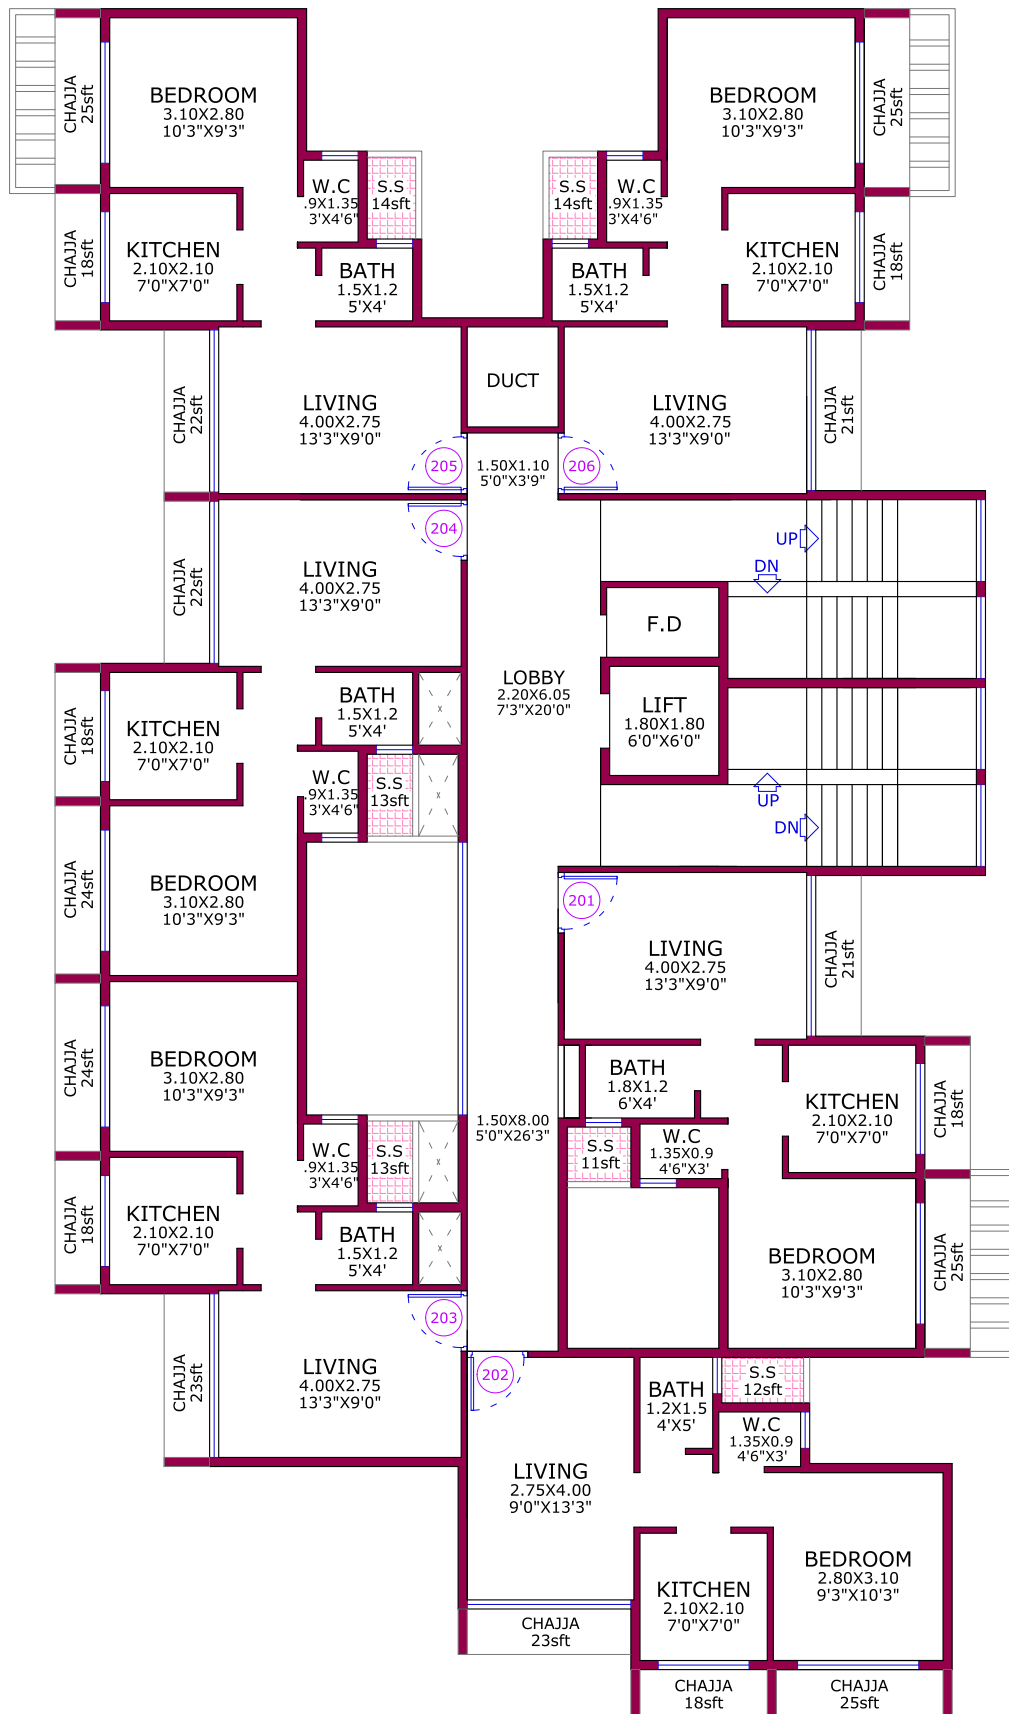 CHAJJA
25sft
BEDROOM
3.10X2.80
10'3"X9'3"
W.C
.9X1.35
3'X4'6"
S.S
14sft
CHAJJA
18sft
KITCHEN
2.10X2.10
7'0"X7'0"
BATH
1.5X1.2
5'X4'
BEDROOM
3.10X2.80
10'3"X9'3"
CHAJJA
25sft
S.S
14sft
W.C
.9X1.35
3'X4'6"
BATH
1.5X1.2
5'X4'
KITCHEN
2.10X2.10
7'0"X7'0"
CHAJJA
18sft
CHAJJA
22sft
LIVING
4.00X2.75
13'3"X9'0"
205
DUCT
1.50X1.10
5'0"X3'9"
206
LIVING
4.00X2.75
13'3"X9'0"
CHAJJA
21sft
CHAJJA
22sft
LIVING
4.00X2.75
13'3"X9'0"
204
UP
DN
F.D
LOBBY
2.20X6.05
7'3"X20'0"
LIFT
1.80X1.80
6'0"X6'0"
UP
DN
CHAJJA
18sft
KITCHEN
2.10X2.10
7'0"X7'0"
BATH
1.5X1.2
5'X4'
X
W.C
.9X1.35
3'X4'6"
S.S
13sft
X
CHAJJA
24sft
BEDROOM
3.10X2.80
10'3"X9'3"
201
LIVING
4.00X2.75
13'3"X9'0"
CHAJJA
21sft
CHAJJA
24sft
BEDROOM
3.10X2.80
10'3"X9'3"
1.50X8.00
5'0"X26'3"
BATH
1.8X1.2
6'X4'
KITCHEN
2.10X2.10
7'0"X7'0"
CHAJJA
18sft
W.C
.9X1.35
3'X4'6"
S.S
13sft
X
S.S
11sft
W.C
1.35X0.9
4'6"X3'
CHAJJA
18sft
KITCHEN
2.10X2.10
7'0"X7'0"
BATH
1.5X1.2
5'X4'
X
BEDROOM
3.10X2.80
10'3"X9'3"
CHAJJA
25sft
203
CHAJJA
23sft
LIVING
4.00X2.75
13'3"X9'0"
202
BATH
1.2X1.5
4'X5'
S.S
12sft
W.C
1.35X0.9
4'6"X3'
LIVING
2.75X4.00
9'0"X13'3"
KITCHEN
2.10X2.10
7'0"X7'0"
BEDROOM
2.80X3.10
9'3"X10'3"
CHAJJA
23sft
CHAJJA
18sft
CHAJJA
25sft